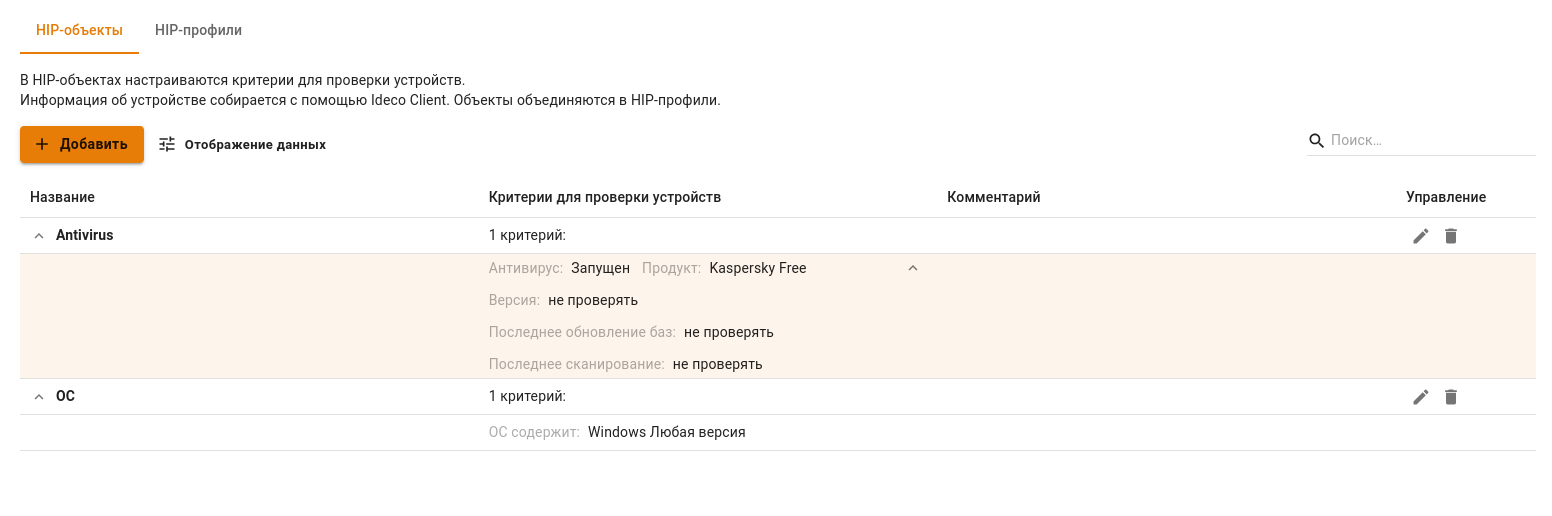 HIP-объекты HIP-профили
В HIP-объектах настраиваются критерии для проверки устройств.
Информация об устройстве собирается с помощью Ideco Client. Объекты объединяются в HIP-профили.
Добавить Отображение данных Поиск…
Название Критерии для проверки устройств Комментарий Управление
Antivirus 1 критерий:
Антивирус: Запущен Продукт: Kaspersky Free
Версия: не проверять
Последнее обновление баз: не проверять
Последнее сканирование: не проверять
ОС 1 критерий:
ОС содержит: Windows Любая версия